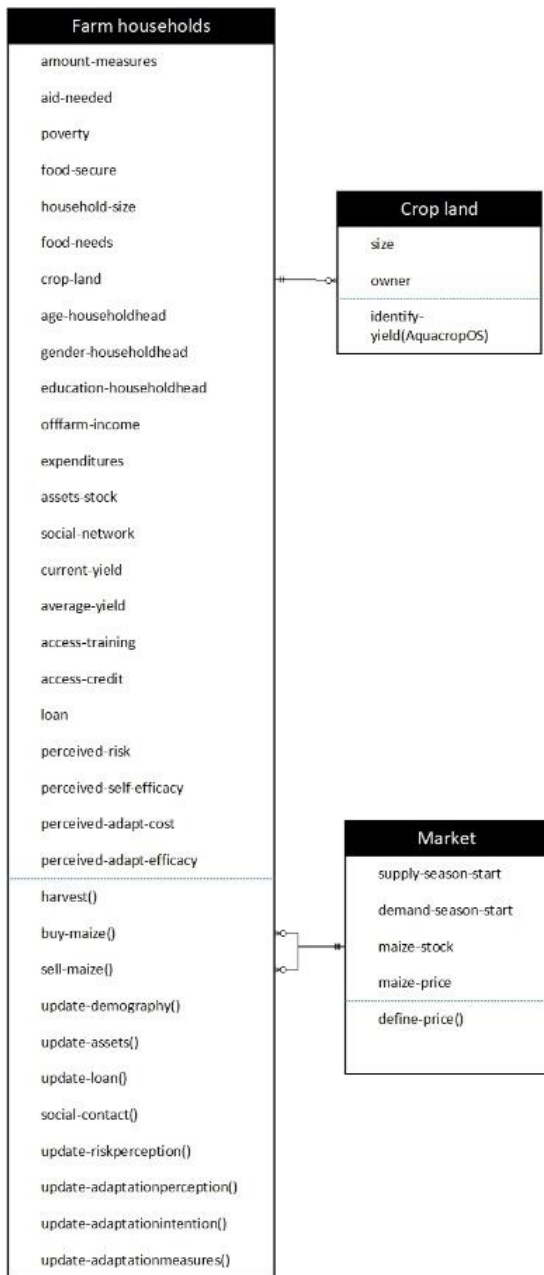 Farm households
amount-measures
aid-needed
poverty
food-secure
household-size
food-needs
crop-land
age-householdhead
gender-householdhead
education-householdhead
offfarm-income
expenditures
assets-stock
social-network
current-yield
average-yield
access-training
access-credit
loan
perceived-risk
perceived-self-efficacy
perceived-adapt-cost
perceived-adapt-efficacy
harvest()
buy-maize()
sell-maize()
update-demography()
update-assets()
update-loan()
social-contact()
update-riskperception()
update-adaptationperception()
update-adaptationintention()
update-adaptationmeasures()
Crop land
size
owner
identify-
yield(AquacropOS)
Market
supply-season-start
demand-season-start
maize-stock
maize-price
define-price()